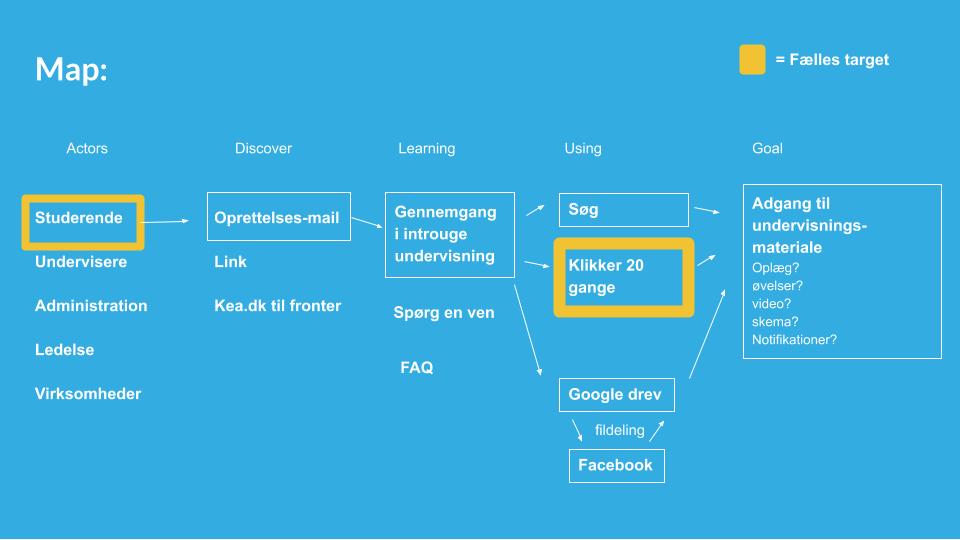 Map:
= Fælles target
Actors
Discover
Learning
Using
Goal
Studerende
Undervisere
Administration
Ledelse
Virksomheder
Oprettelses-mail
Link
Kea.dk til fronter
Gennemgang
i introuge
undervisning
Spørg en ven
FAQ
Søg
Klikker 20
gange
Google drev
fildeling
Facebook
Adgang til
undervisnings-
materiale
Oplæg?
øvelser?
video?
skema?
Notifikationer?